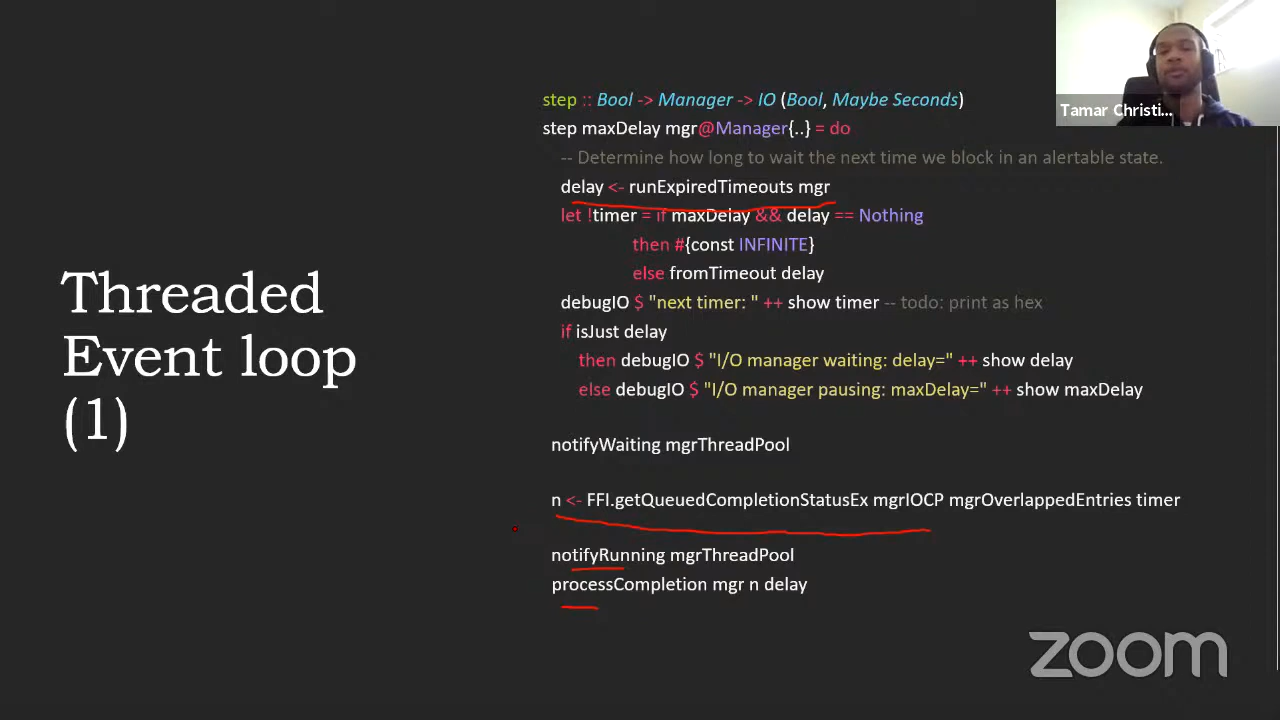 Threaded
Event loop
(1)
step :: Bool -> Manager -> IO (Bool, Maybe Seconds)
step maxDelay mgr@Manager{..} = do
-- Determine how long to wait the next time we block in an alertable state.
delay <- runExpiredTimeouts mgr
let !timer = if maxDelay && delay == Nothing
then #{const INFINITE}
else fromTimeout delay
debugIO $ "next timer: " ++ show timer -- todo: print as hex
if isJust delay
then debugIO $ "I/O manager waiting: delay=" ++ show delay
else debugIO $ "I/O manager pausing: maxDelay=" ++ show maxDelay
notifyWaiting mgrThreadPool
n <- FFI.getQueuedCompletionStatusEx mgrIOCP mgrOverlappedEntries timer
notifyRunning mgrThreadPool
processCompletion mgr n delay
Tamar Christi...
zoom